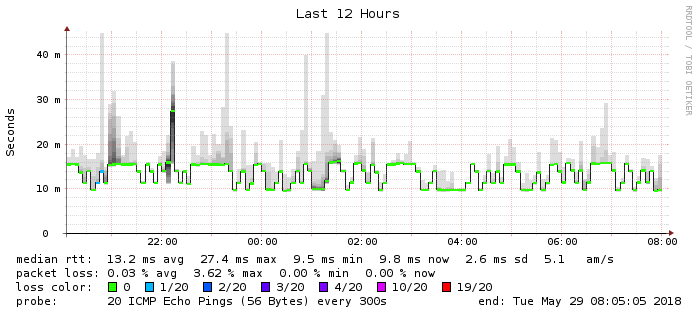 Last 12 Hours
RRDTOOL / TOBI OETIKER
Seconds
40 m
30 m
20 m
10 m
0
22:00 00:00 02:00 04:00 06:00 08:00
median rtt: 13.2 ms avg 27.4 ms max 9.5 ms min 9.8 ms now 2.6 ms sd 5.1 am/s
packet loss: 0.03 % avg 3.62 % max 0.00 % min 0.00 % now
loss color: 0 1/20 2/20 3/20 4/20 10/20 19/20
probe: 20 ICMP Echo Pings (56 Bytes) every 300s end: Tue May 29 08:05:05 2018